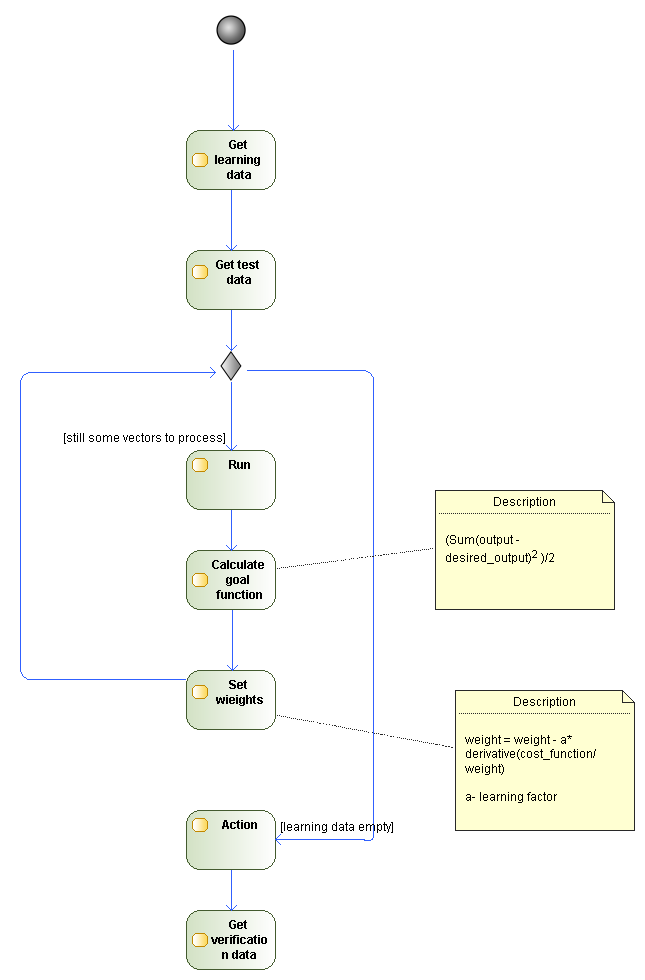 Get
learning
data
Get test
data
[still some vectors to process]
Run
Description
(Sum(output -
desired_output)2 )/2
Calculate
goal
function
Set
wieights
Description
weight = weight - a*
derivative(cost_function/
weight)
a- learning factor
Action
[learning data empty]
Get
verificatio
n data